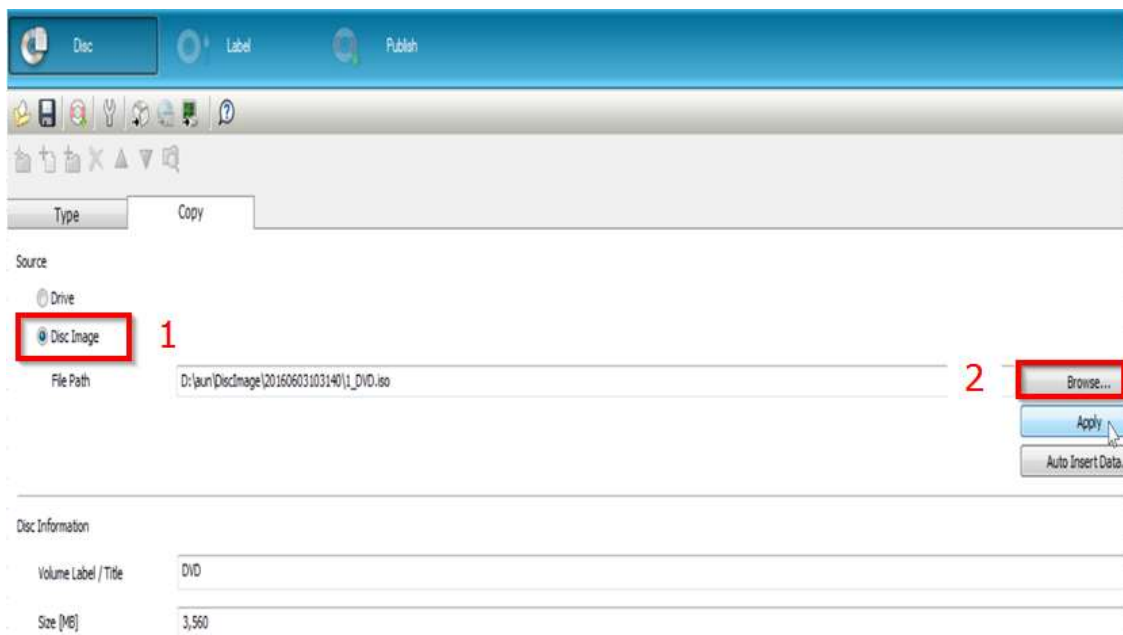 Disc Label Publish
Type Copy
Source
Drive
Disc Image 1
File Path D:\aun\DiscImage\20160603103140\1_DVD.iso 2 Browse...
Apply
Auto Insert Data.
Disc Information
Volume Label / Title DVD
Size [MB] 3,560